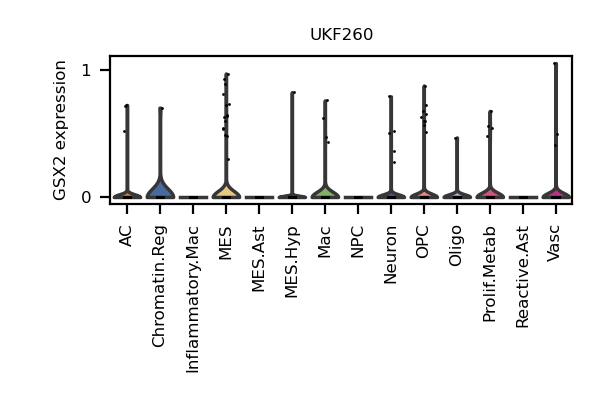 UKF260
GSX2 expression
1
0
AC
Chromatin.Reg
Inflammatory.Mac
MES
MES.Ast
MES.Hyp
Mac
NPC
Neuron
OPC
Oligo
Prolif.Metab
Reactive.Ast
Vasc